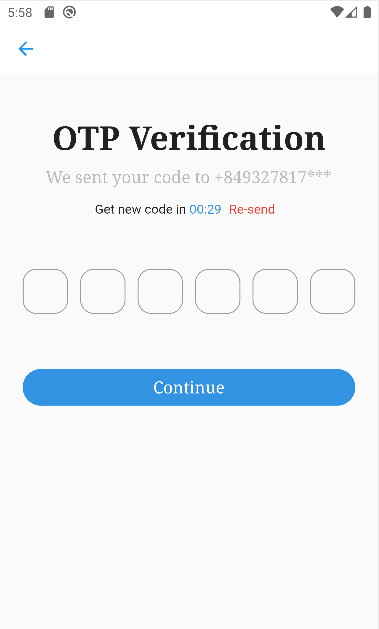 5:58
OTP Verification
We sent your code to +849327817***
Get new code in 00:29 Re-send
Continue